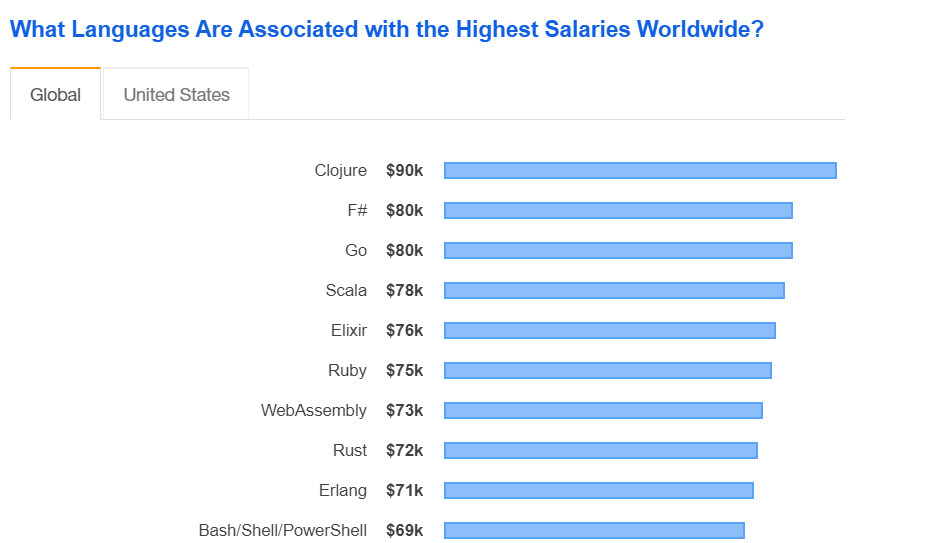 What Languages Are Associated with the Highest Salaries Worldwide?
Global United States
Clojure $90k
F# $80k
Go $80k
Scala $78k
Elixir $76k
Ruby $75k
WebAssembly $73k
Rust $72k
Erlang $71k
Bash/Shell/PowerShell $69k